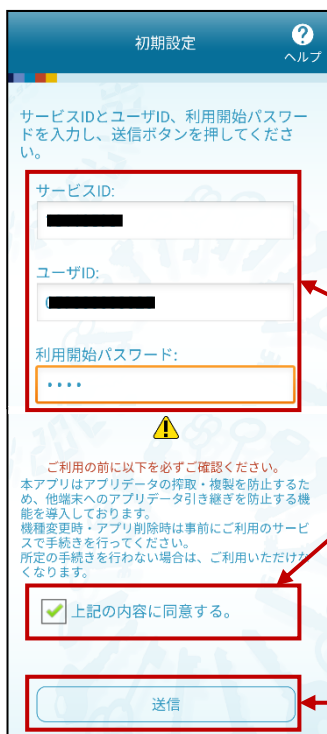 初期設定
?
ヘルプ
サービスIDとユーザID、利用開始パスワー
ドを入力し、送信ボタンを押してくださ
い。
サービスID:
ユーザID:
利用開始パスワード:
････
ご利用の前に以下を必ずご確認ください。
本アプリはアプリデータの搾取・複製を防止するた
め、他端末へのアプリデータ引き継ぎを防止する機
能を導入しております。
機種変更時・アプリ削除時は事前にご利用のサービ
スで手続きを行ってください。
所定の手続きを行わない場合は、ご利用いただけな
くなります。
上記の内容に同意する。
送信